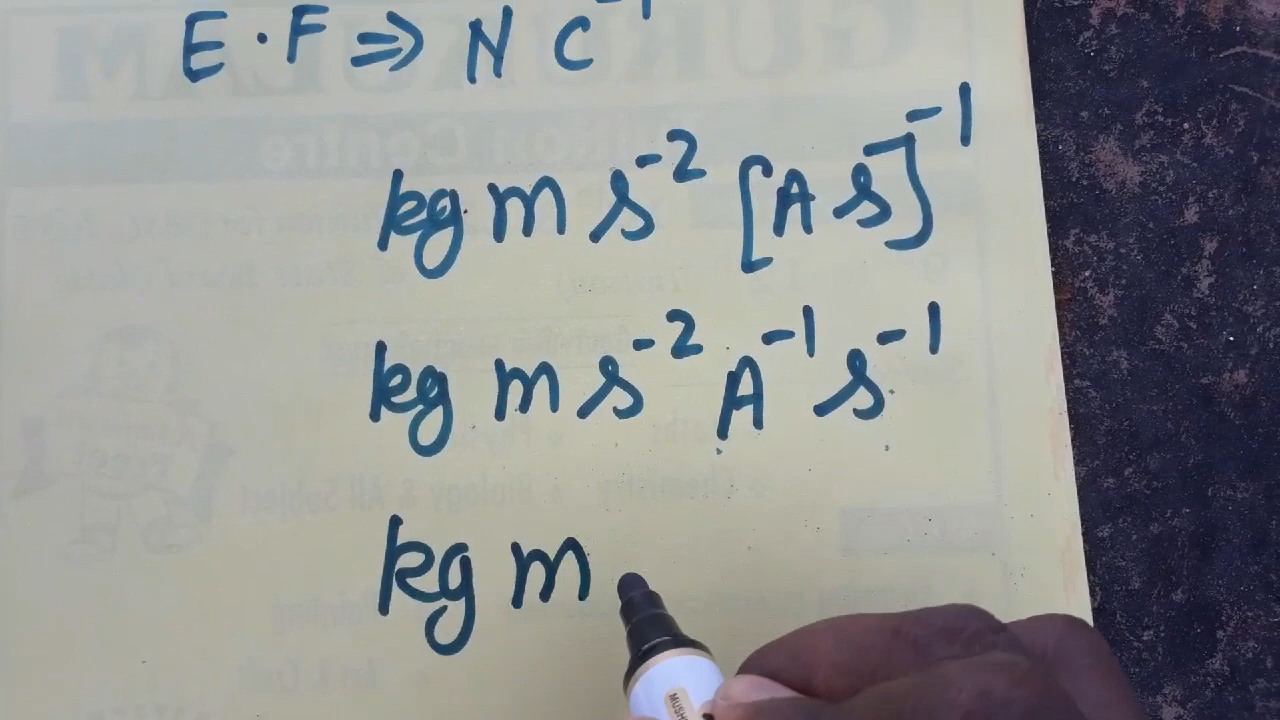 E · F ⇒ N C⁻¹
kg m s⁻² [A s]⁻¹
kg m s⁻² A⁻¹ s⁻¹
kg m